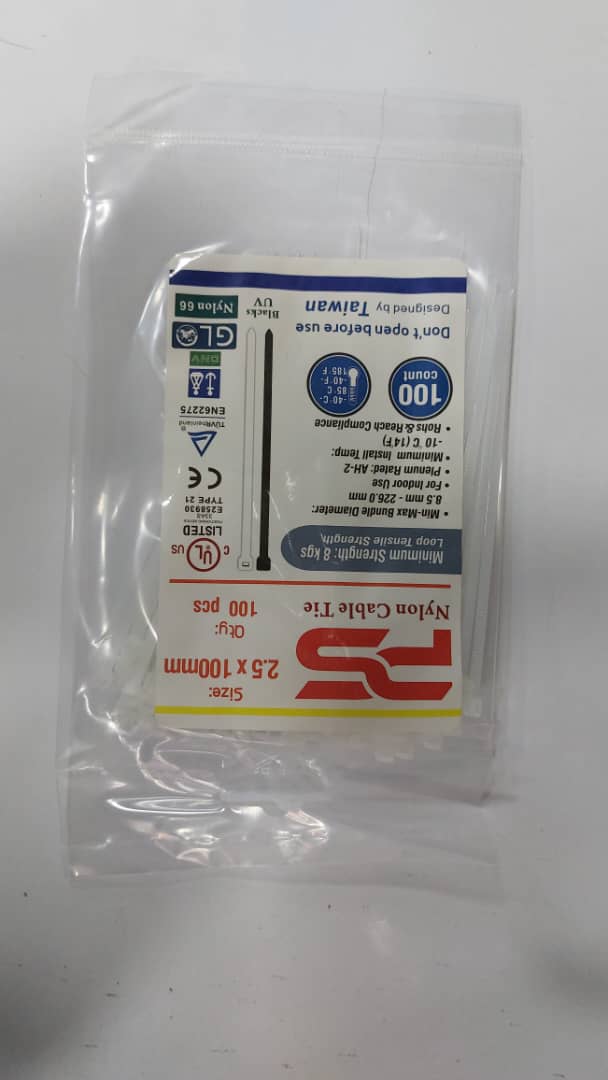 PS
Size:
2.5 x 100mm
Qty:
100 pcs
Nylon Cable Tie
Minimum Strength: 8 kgs
Loop Tensile Strength,
• Min-Max Bundle Diameter:
8.5 mm - 226.0 mm
• For Indoor Use
• Plenum Rated: AH-2
• Minimum Install Temp:
-10°C (14°F)
• Rohs & Reach Compliance
100
count
-40°C-
85°C
-40°F-
185°F
Don't open before use
Designed by Taiwan
C UL US
LISTED
E258930
TYPE 21
CE
TÜVRheinland
EN62275
DNV
GL
Blacks
UV
Nylon 66